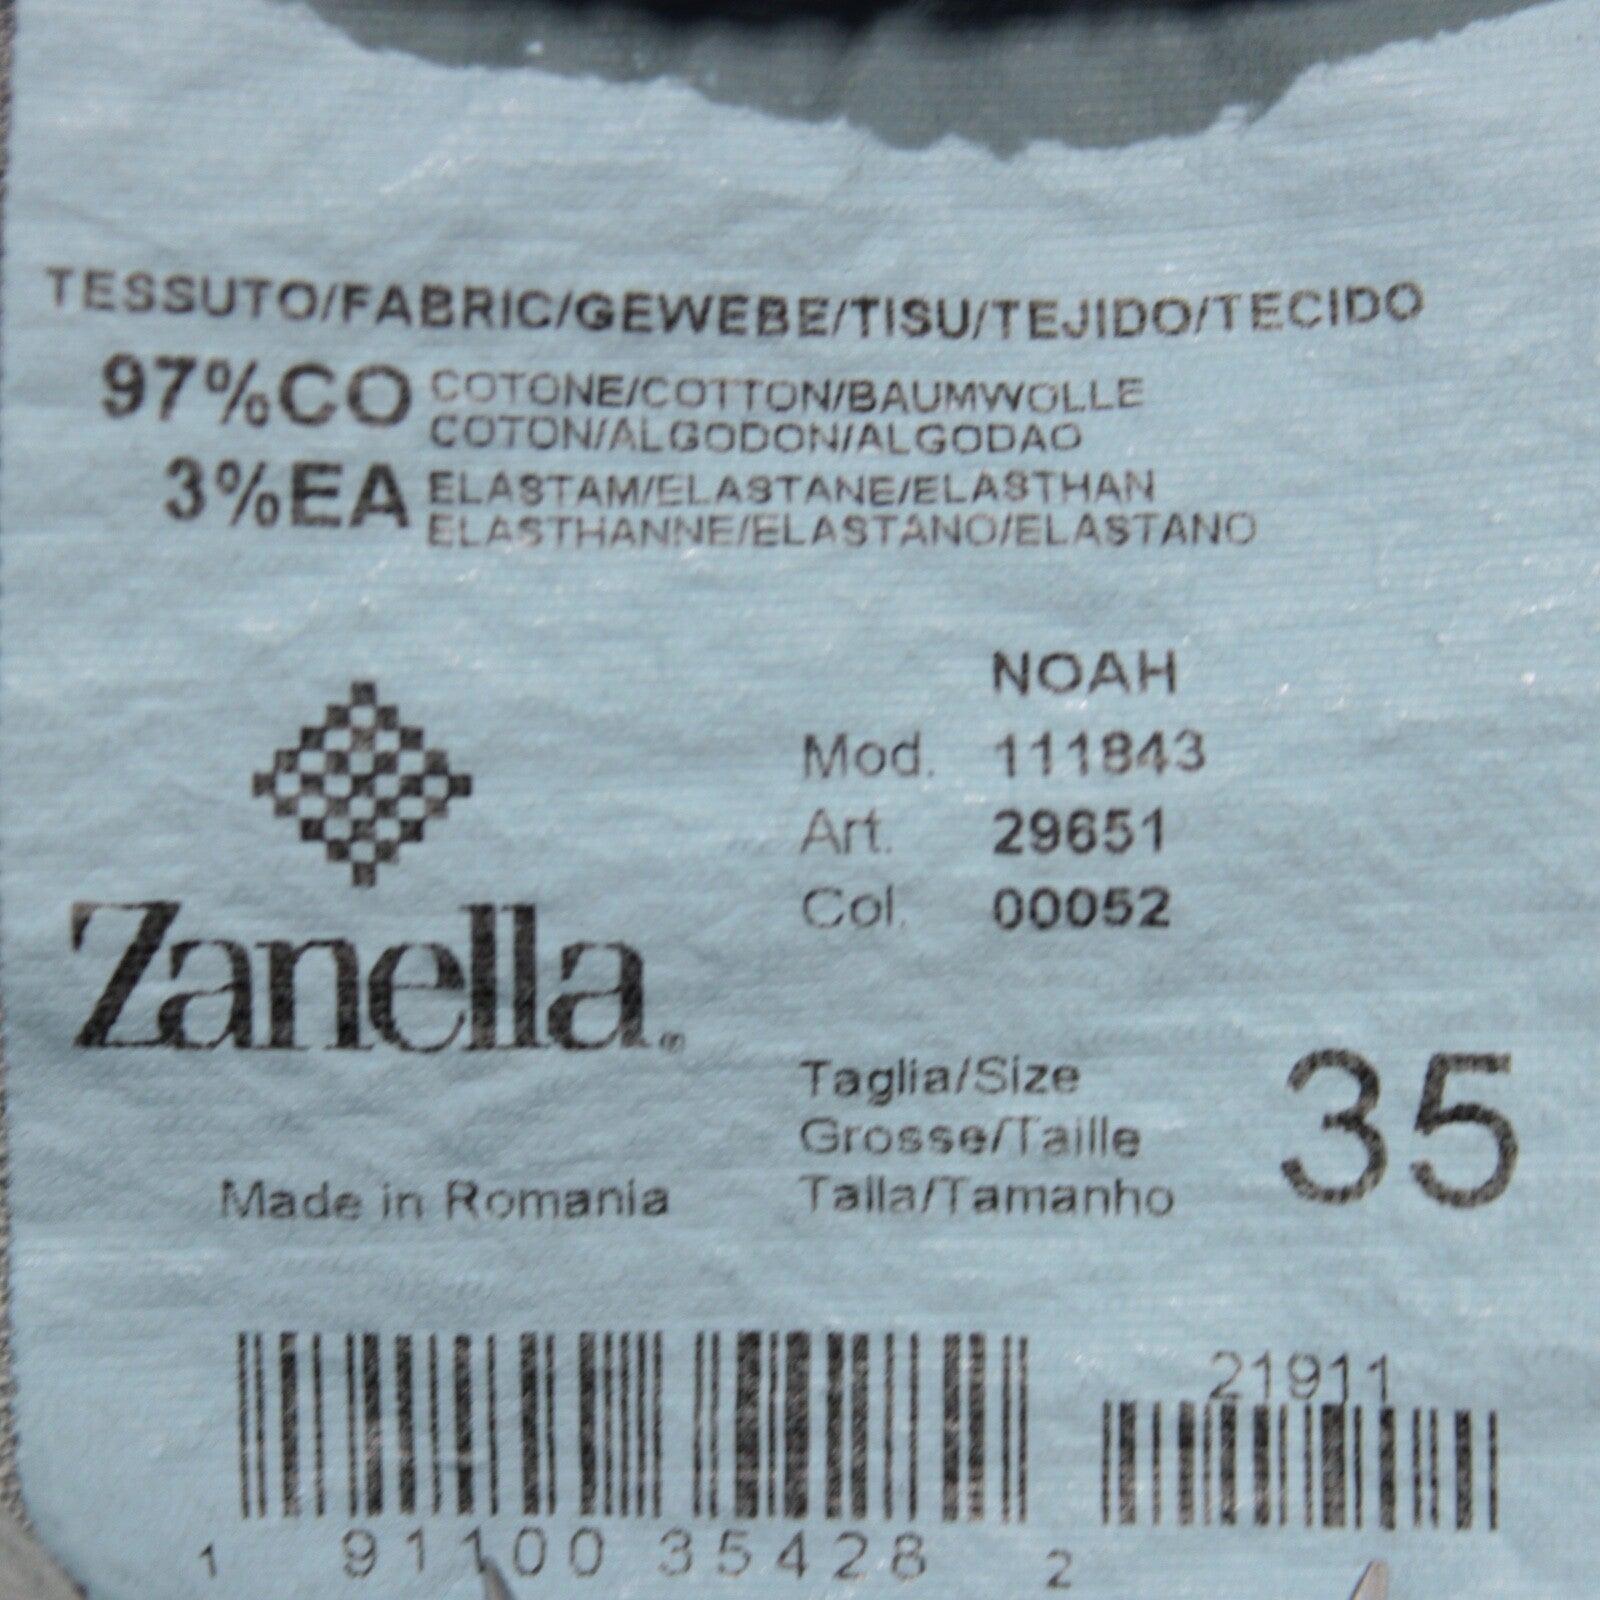 TESSUTO/FABRIC/GEWEBE/TISU/TEJIDO/TECIDO
97%CO COTONE/COTTON/BAUMWOLLE
COTON/ALGODON/ALGODAO
3%EA ELASTAM/ELASTANE/ELASTHAN
ELASTHANNE/ELASTANO/ELASTANO
NOAH
Mod. 111843
Art. 29651
Col. 00052
Zanella®
Taglia/Size
Grosse/Taille
Talla/Tamanho
35
Made in Romania
21911
1 91100 35428 2